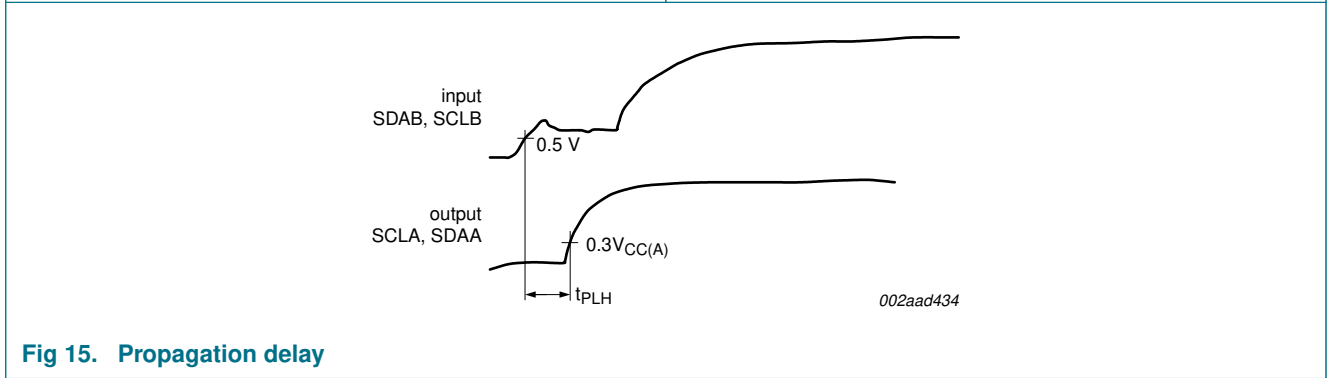 input
SDAB, SCLB
0.5 V
output
SCLA, SDAA
0.3VCC(A)
tPLH
002aad434
Fig 15. Propagation delay